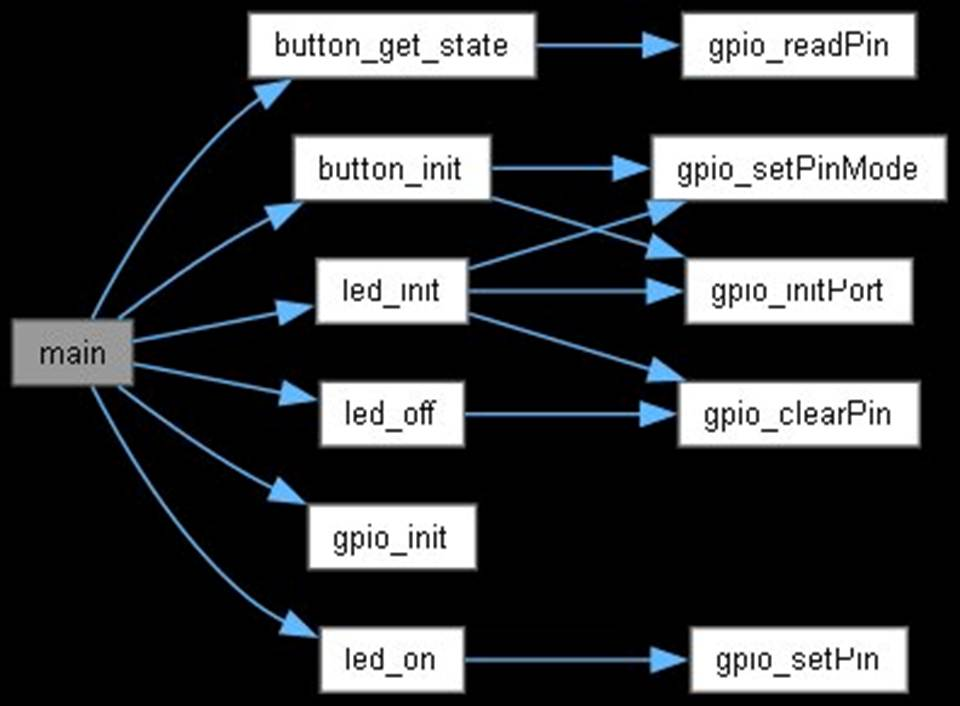 button_get_state
gpio_readPin
button_init
gpio_setPinMode
led_init
gpio_initPort
main
led_off
gpio_clearPin
gpio_init
led_on
gpio_setPin